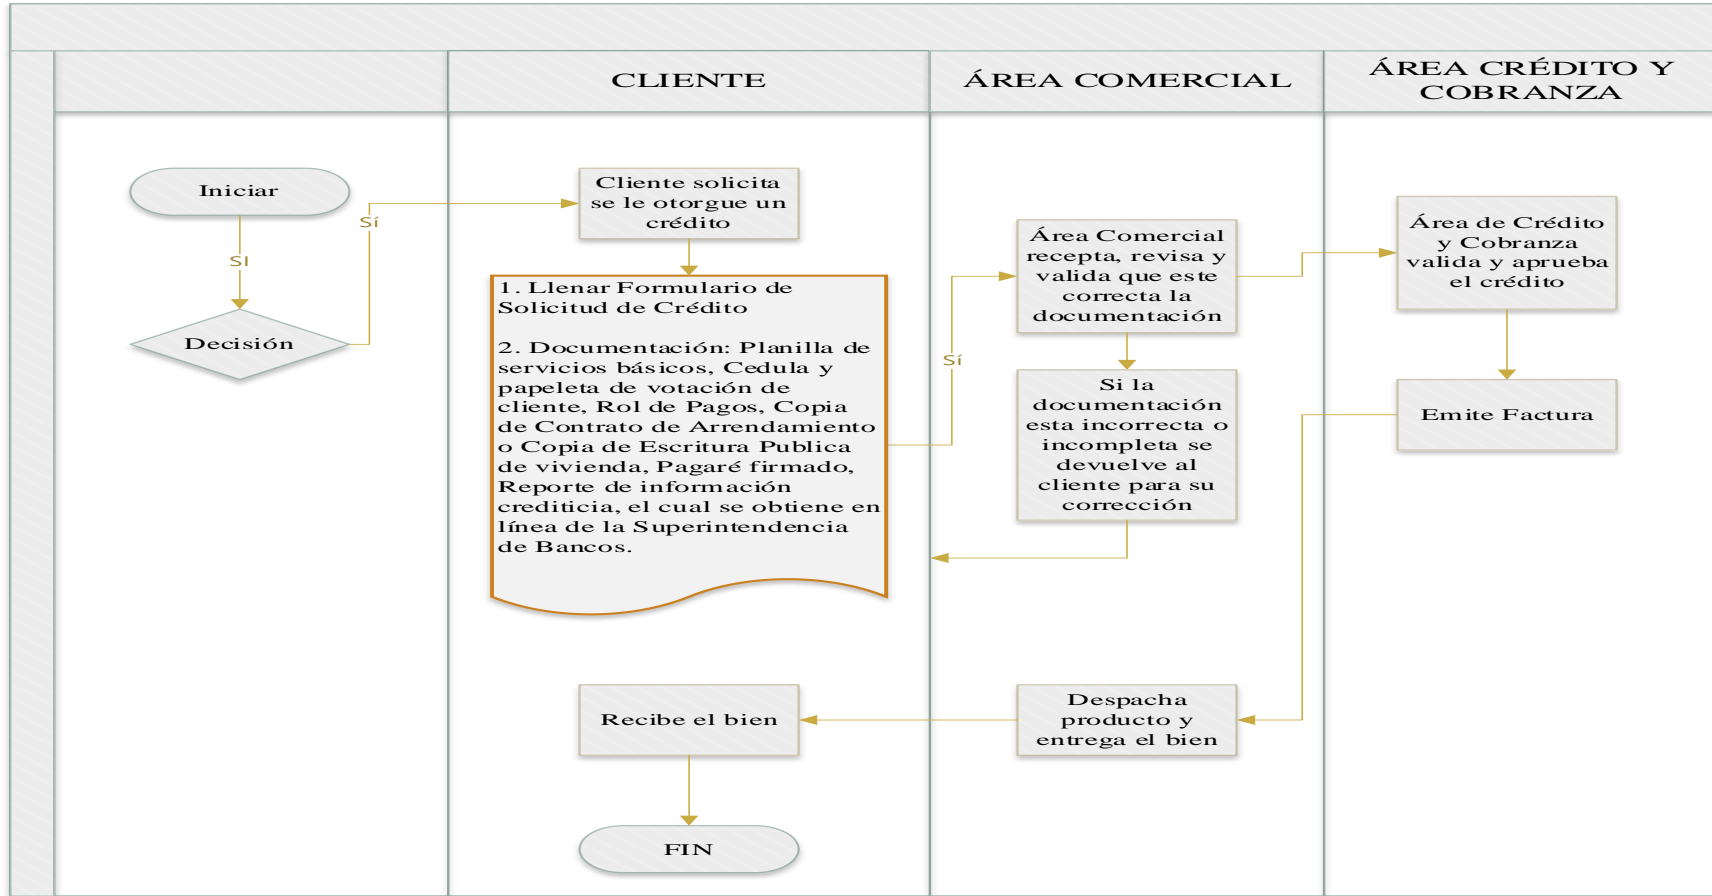 CLIENTE
ÁREA COMERCIAL
ÁREA CRÉDITO Y
COBRANZA
Iniciar
SI
Decisión
Sí
Cliente solicita
se le otorgue un
crédito
1. Llenar Formulario de
Solicitud de Crédito
2. Documentación: Planilla de
servicios básicos, Cedula y
papeleta de votación de
cliente, Rol de Pagos, Copia
de Contrato de Arrendamiento
o Copia de Escritura Publica
de vivienda, Pagaré firmado,
Reporte de información
crediticia, el cual se obtiene en
línea de la Superintendencia
de Bancos.
Sí
Área Comercial
recepta, revisa y
valida que este
correcta la
documentación
Si la
documentación
esta incorrecta o
incompleta se
devuelve al
cliente para su
corrección
Área de Crédito
y Cobranza
valida y aprueba
el crédito
Emite Factura
Despacha
producto y
entrega el bien
Recibe el bien
FIN